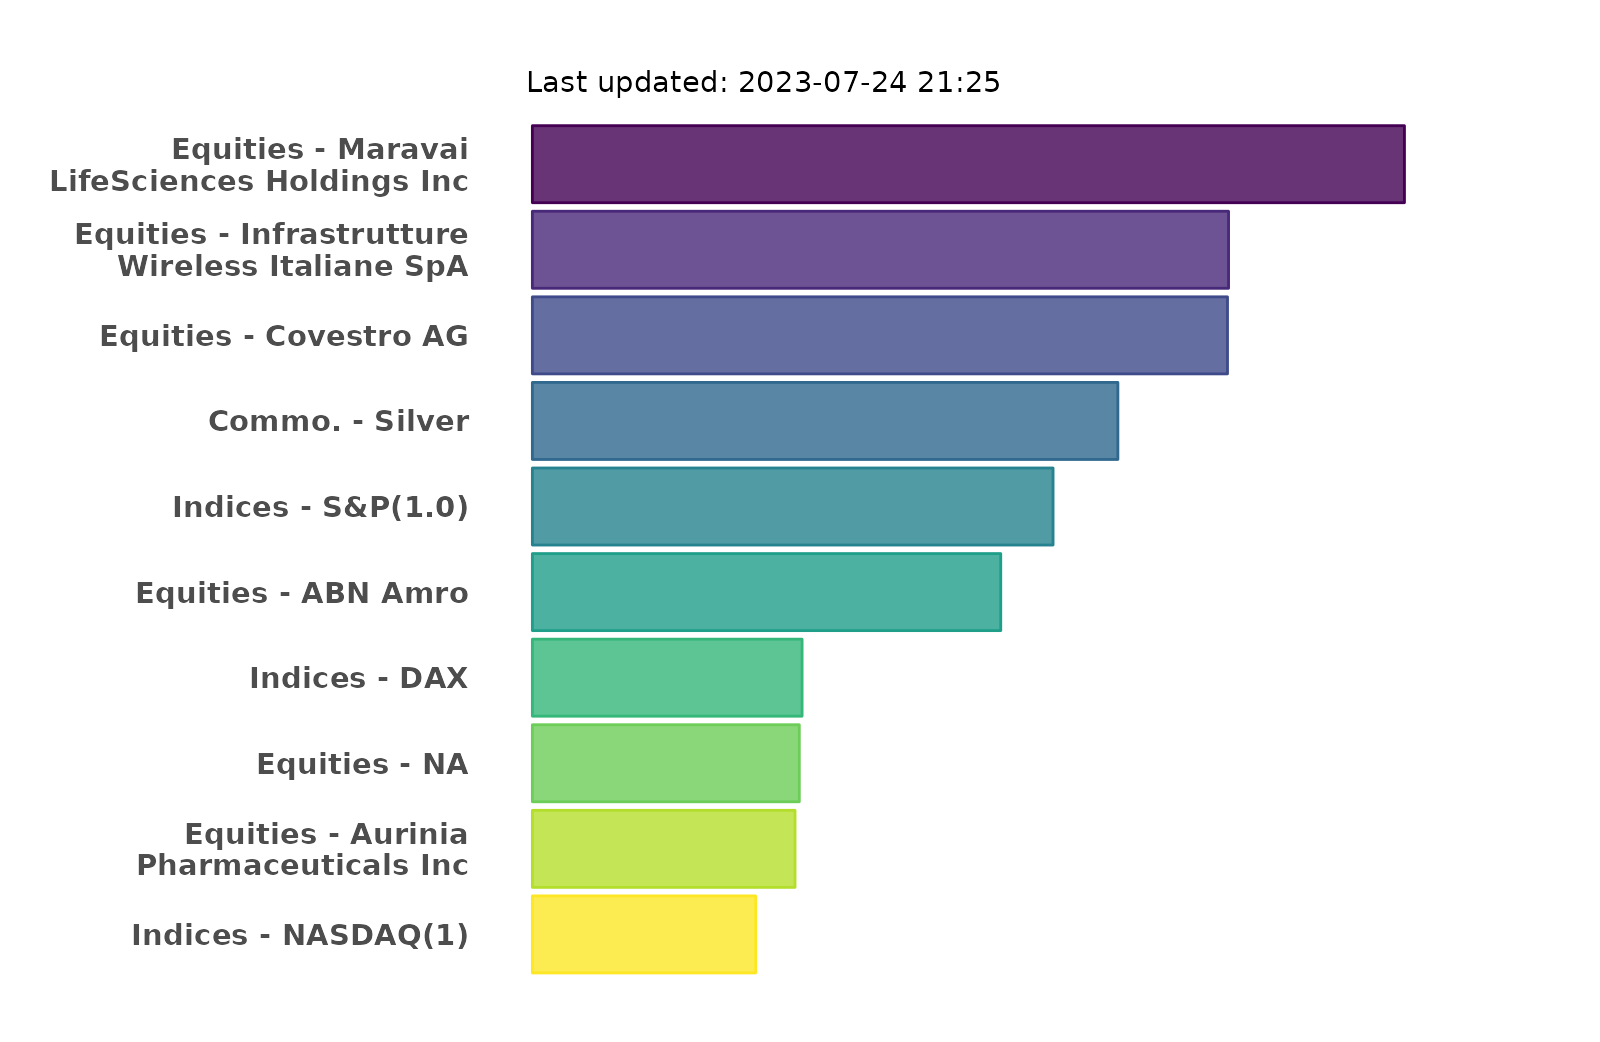 Last updated: 2023-07-24 21:25
Equities - Maravai
LifeSciences Holdings Inc
Equities - Infrastrutture
Wireless Italiane SpA
Equities - Covestro AG
Commo. - Silver
Indices - S&P(1.0)
Equities - ABN Amro
Indices - DAX
Equities - NA
Equities - Aurinia
Pharmaceuticals Inc
Indices - NASDAQ(1)